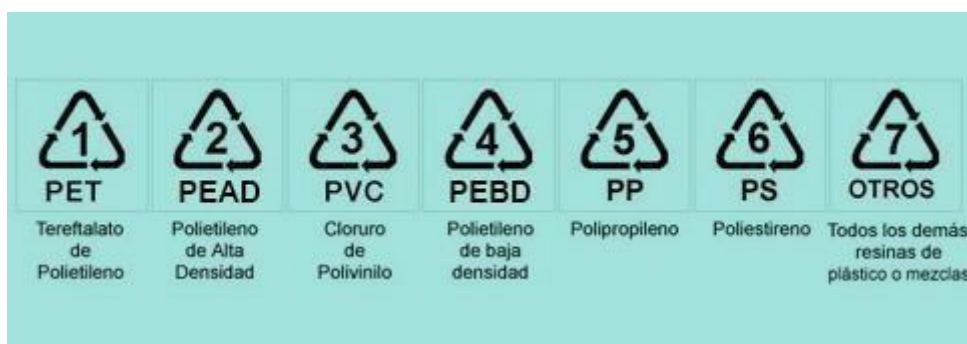 1
PET
Tereftalato
de
Polietileno
2
PEAD
Polietileno
de Alta
Densidad
3
PVC
Cloruro
de
Polivinilo
4
PEBD
Polietileno
de baja
densidad
5
PP
Polipropileno
6
PS
Poliestireno
7
OTROS
Todos los demás
resinas de
plástico o mezclas